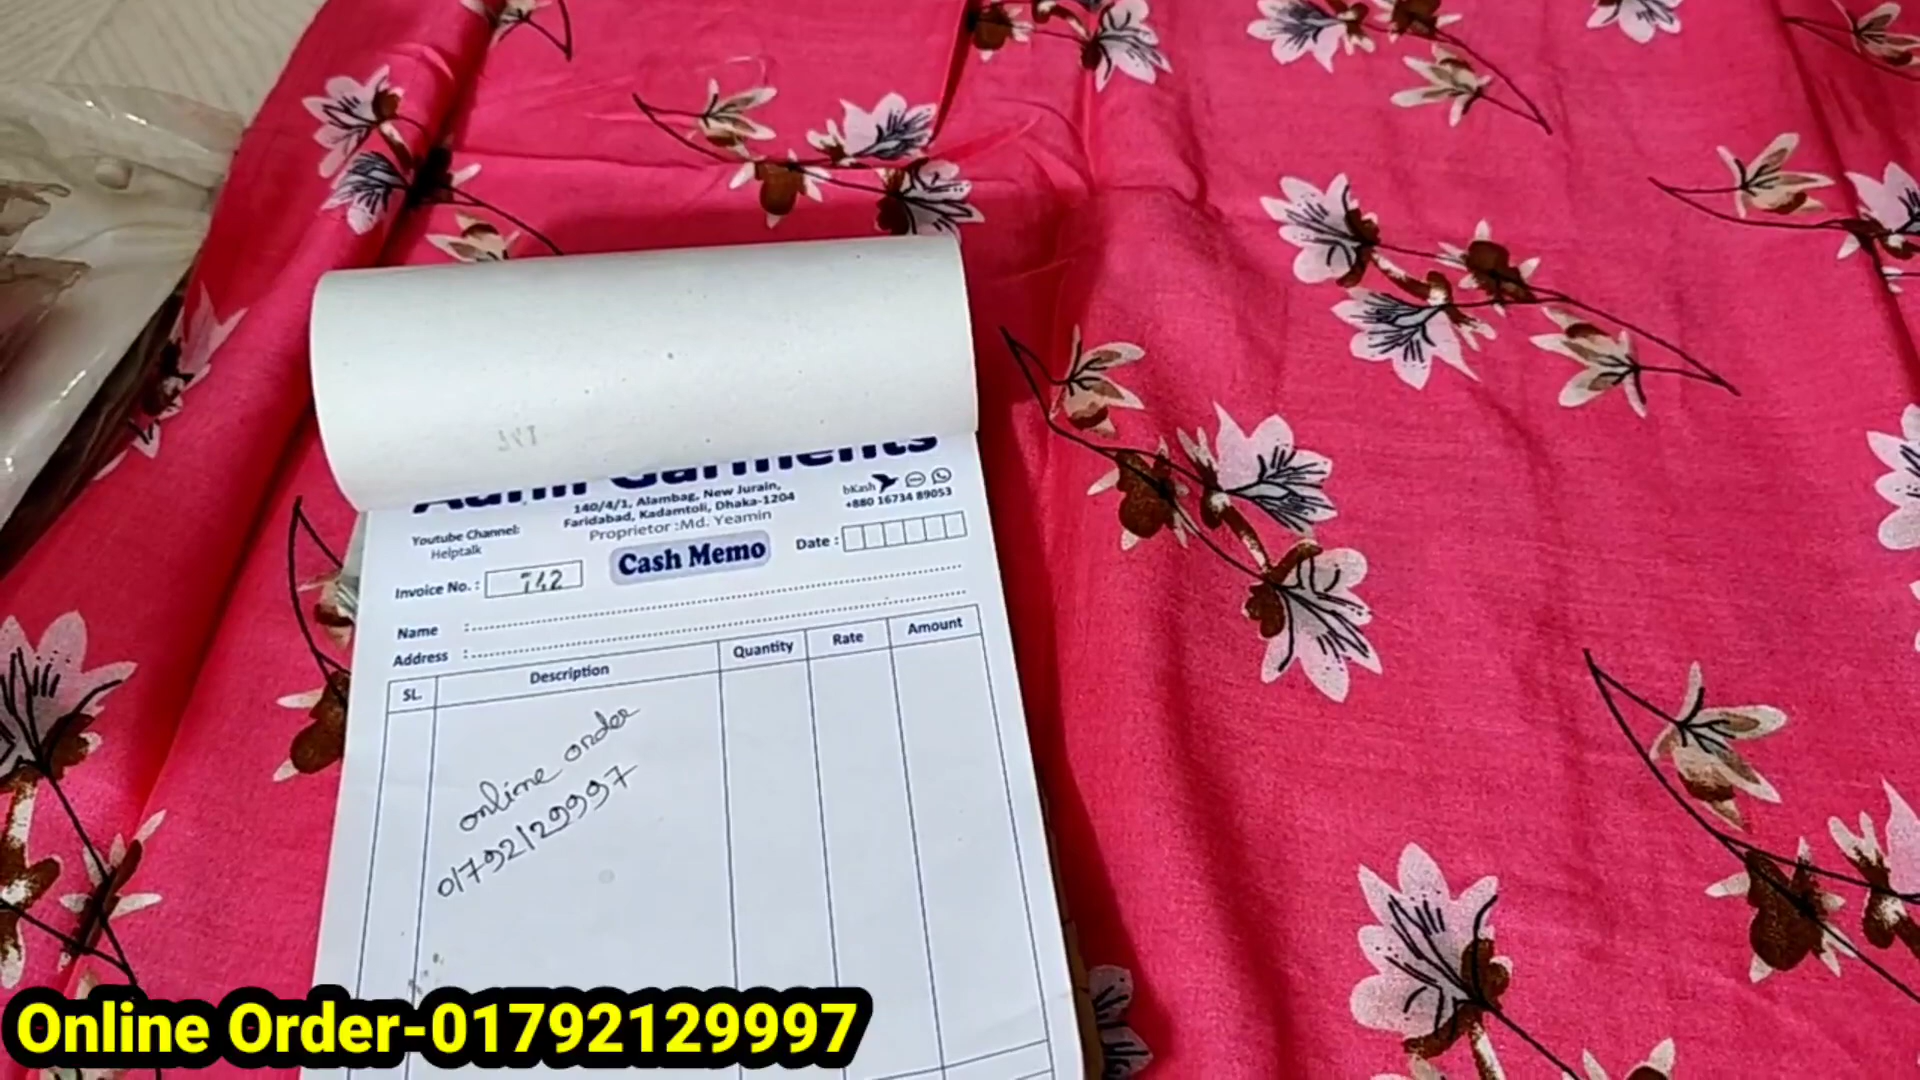 Garments
140/4/1, Alambag, New Jurain,
Faridabad, Kadamtoli, Dhaka-1204
Proprietor :Md. Yeamin
bKash
+880 16734 89053
Youtube Channel:
Helptalk
Cash Memo
Date :
Invoice No. : 742
Name :
Address :
SL. Description Quantity Rate Amount
online order
01792129997
Online Order-01792129997